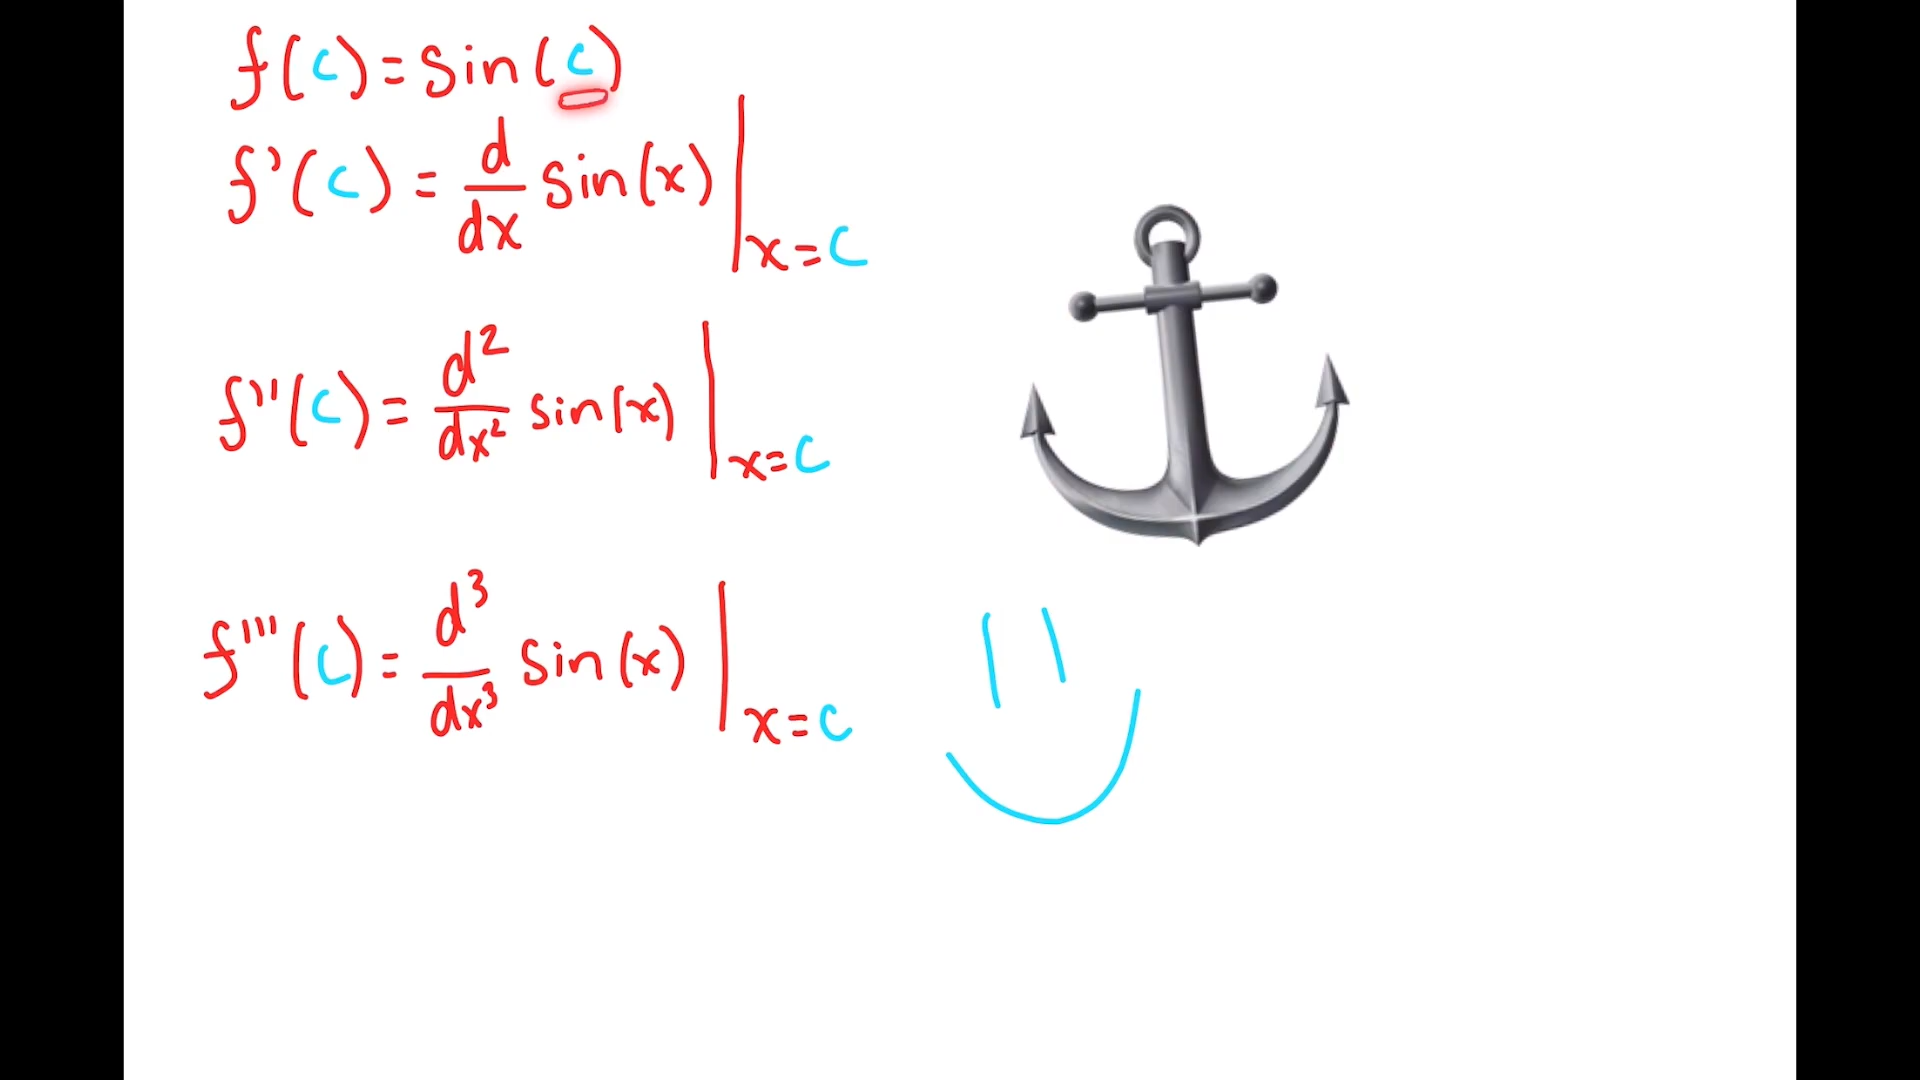 f(c) = sin(c)
f'(c) = d/dx sin(x) | x=c
f''(c) = d²/dx² sin(x) | x=c
f'''(c) = d³/dx³ sin(x) | x=c